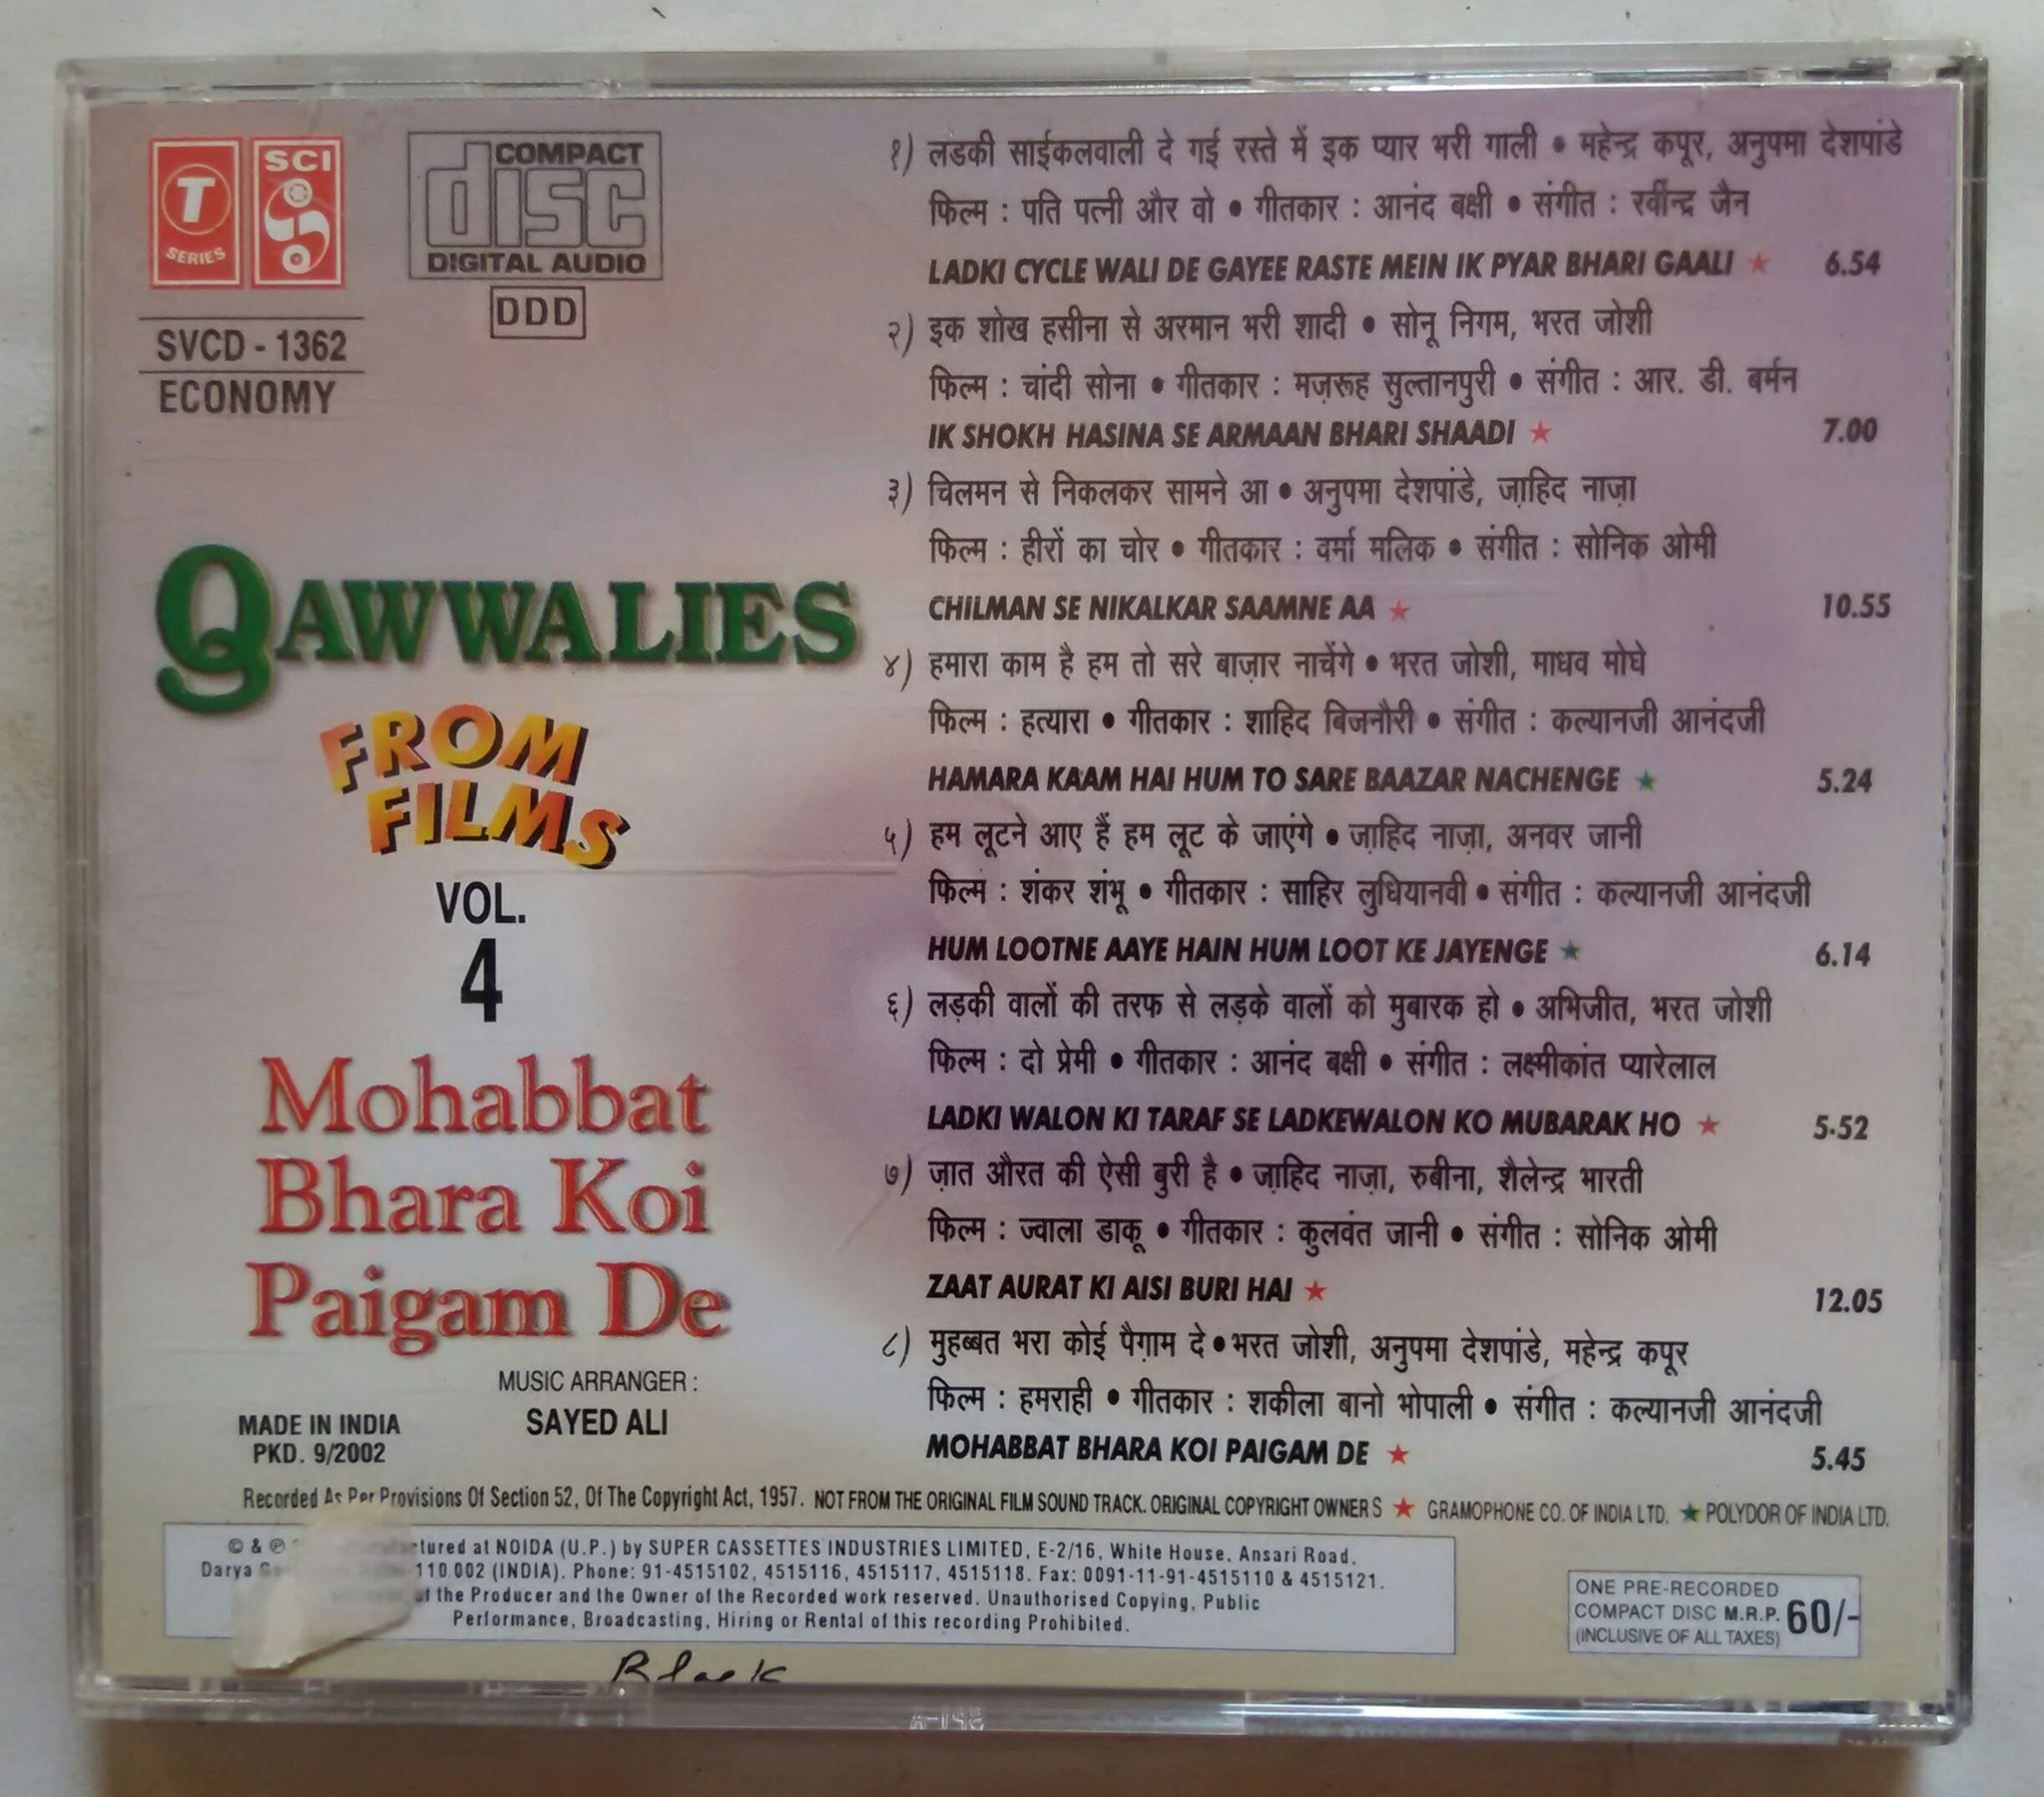 T
SERIES
SCI
COMPACT
disc
DIGITAL AUDIO
DDD
SVCD - 1362
ECONOMY
QAWWALIES
FROM
FILMS
VOL.
4
Mohabbat
Bhara Koi
Paigam De
MUSIC ARRANGER :
SAYED ALI
MADE IN INDIA
PKD. 9/2002
१) लडकी साईकलवाली दे गई रस्ते में इक प्यार भरी गाली • महेन्द्र कपूर, अनुपमा देशपांडे
फिल्म : पति पत्नी और वो • गीतकार : आनंद बक्षी • संगीत : रवींन्द्र जैन
LADKI CYCLE WALI DE GAYEE RASTE MEIN IK PYAR BHARI GAALI ★ 6.54
२) इक शोख हसीना से अरमान भरी शादी • सोनू निगम, भरत जोशी
फिल्म : चांदी सोना • गीतकार : मज़रूह सुल्तानपुरी • संगीत : आर. डी. बर्मन
IK SHOKH HASINA SE ARMAAN BHARI SHAADI ★ 7.00
३) चिलमन से निकलकर सामने आ • अनुपमा देशपांडे, जा़हिद नाजा़
फिल्म : हीरों का चोर • गीतकार : वर्मा मलिक • संगीत : सोनिक ओमी
CHILMAN SE NIKALKAR SAAMNE AA ★ 10.55
४) हमारा काम है हम तो सरे बाज़ार नाचेंगे • भरत जोशी, माधव मोघे
फिल्म : हत्यारा • गीतकार : शाहिद बिजनौरी • संगीत : कल्यानजी आनंदजी
HAMARA KAAM HAI HUM TO SARE BAAZAR NACHENGE ★ 5.24
५) हम लूटने आए हैं हम लूट के जाएंगे • जा़हिद नाजा़, अनवर जानी
फिल्म : शंकर शंभू • गीतकार : साहिर लुधियानवी • संगीत : कल्यानजी आनंदजी
HUM LOOTNE AAYE HAIN HUM LOOT KE JAYENGE ★ 6.14
६) लड़की वालों की तरफ से लड़के वालों को मुबारक हो • अभिजीत, भरत जोशी
फिल्म : दो प्रेमी • गीतकार : आनंद बक्षी • संगीत : लक्ष्मीकांत प्यारेलाल
LADKI WALON KI TARAF SE LADKEWALON KO MUBARAK HO ★ 5.52
७) ज़ात औरत की ऐसी बुरी है • जा़हिद नाजा़, रुबीना, शैलेन्द्र भारती
फिल्म : ज्वाला डाकू • गीतकार : कुलवंत जानी • संगीत : सोनिक ओमी
ZAAT AURAT KI AISI BURI HAI ★ 12.05
८) मुहब्बत भरा कोई पैग़ाम दे • भरत जोशी, अनुपमा देशपांडे, महेन्द्र कपूर
फिल्म : हमराही • गीतकार : शकीला बानो भोपाली • संगीत : कल्यानजी आनंदजी
MOHABBAT BHARA KOI PAIGAM DE ★ 5.45
Recorded As Per Provisions Of Section 52, Of The Copyright Act, 1957. NOT FROM THE ORIGINAL FILM SOUND TRACK. ORIGINAL COPYRIGHT OWNERS ★ GRAMOPHONE CO. OF INDIA LTD. ★ POLYDOR OF INDIA LTD.
© & ℗ at NOIDA (U.P.) by SUPER CASSETTES INDUSTRIES LIMITED, E-2/16, White House, Ansari Road,
Darya 110 002 (INDIA). Phone: 91-4515102, 4515116, 4515117, 4515118. Fax: 0091-11-91-4515110 & 4515121.
the Producer and the Owner of the Recorded work reserved. Unauthorised Copying, Public
Performance, Broadcasting, Hiring or Rental of this recording Prohibited.
ONE PRE-RECORDED
COMPACT DISC M.R.P. 60/-
(INCLUSIVE OF ALL TAXES)
Black